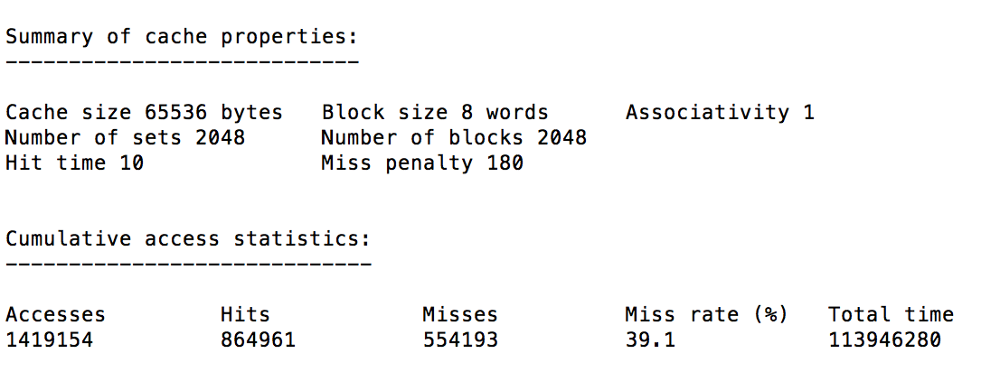 Summary of cache properties:
----------------------------
Cache size 65536 bytes   Block size 8 words      Associativity 1
Number of sets 2048      Number of blocks 2048
Hit time 10              Miss penalty 180
Cumulative access statistics:
-----------------------------
Accesses         Hits            Misses          Miss rate (%)   Total time
1419154          864961          554193          39.1            113946280